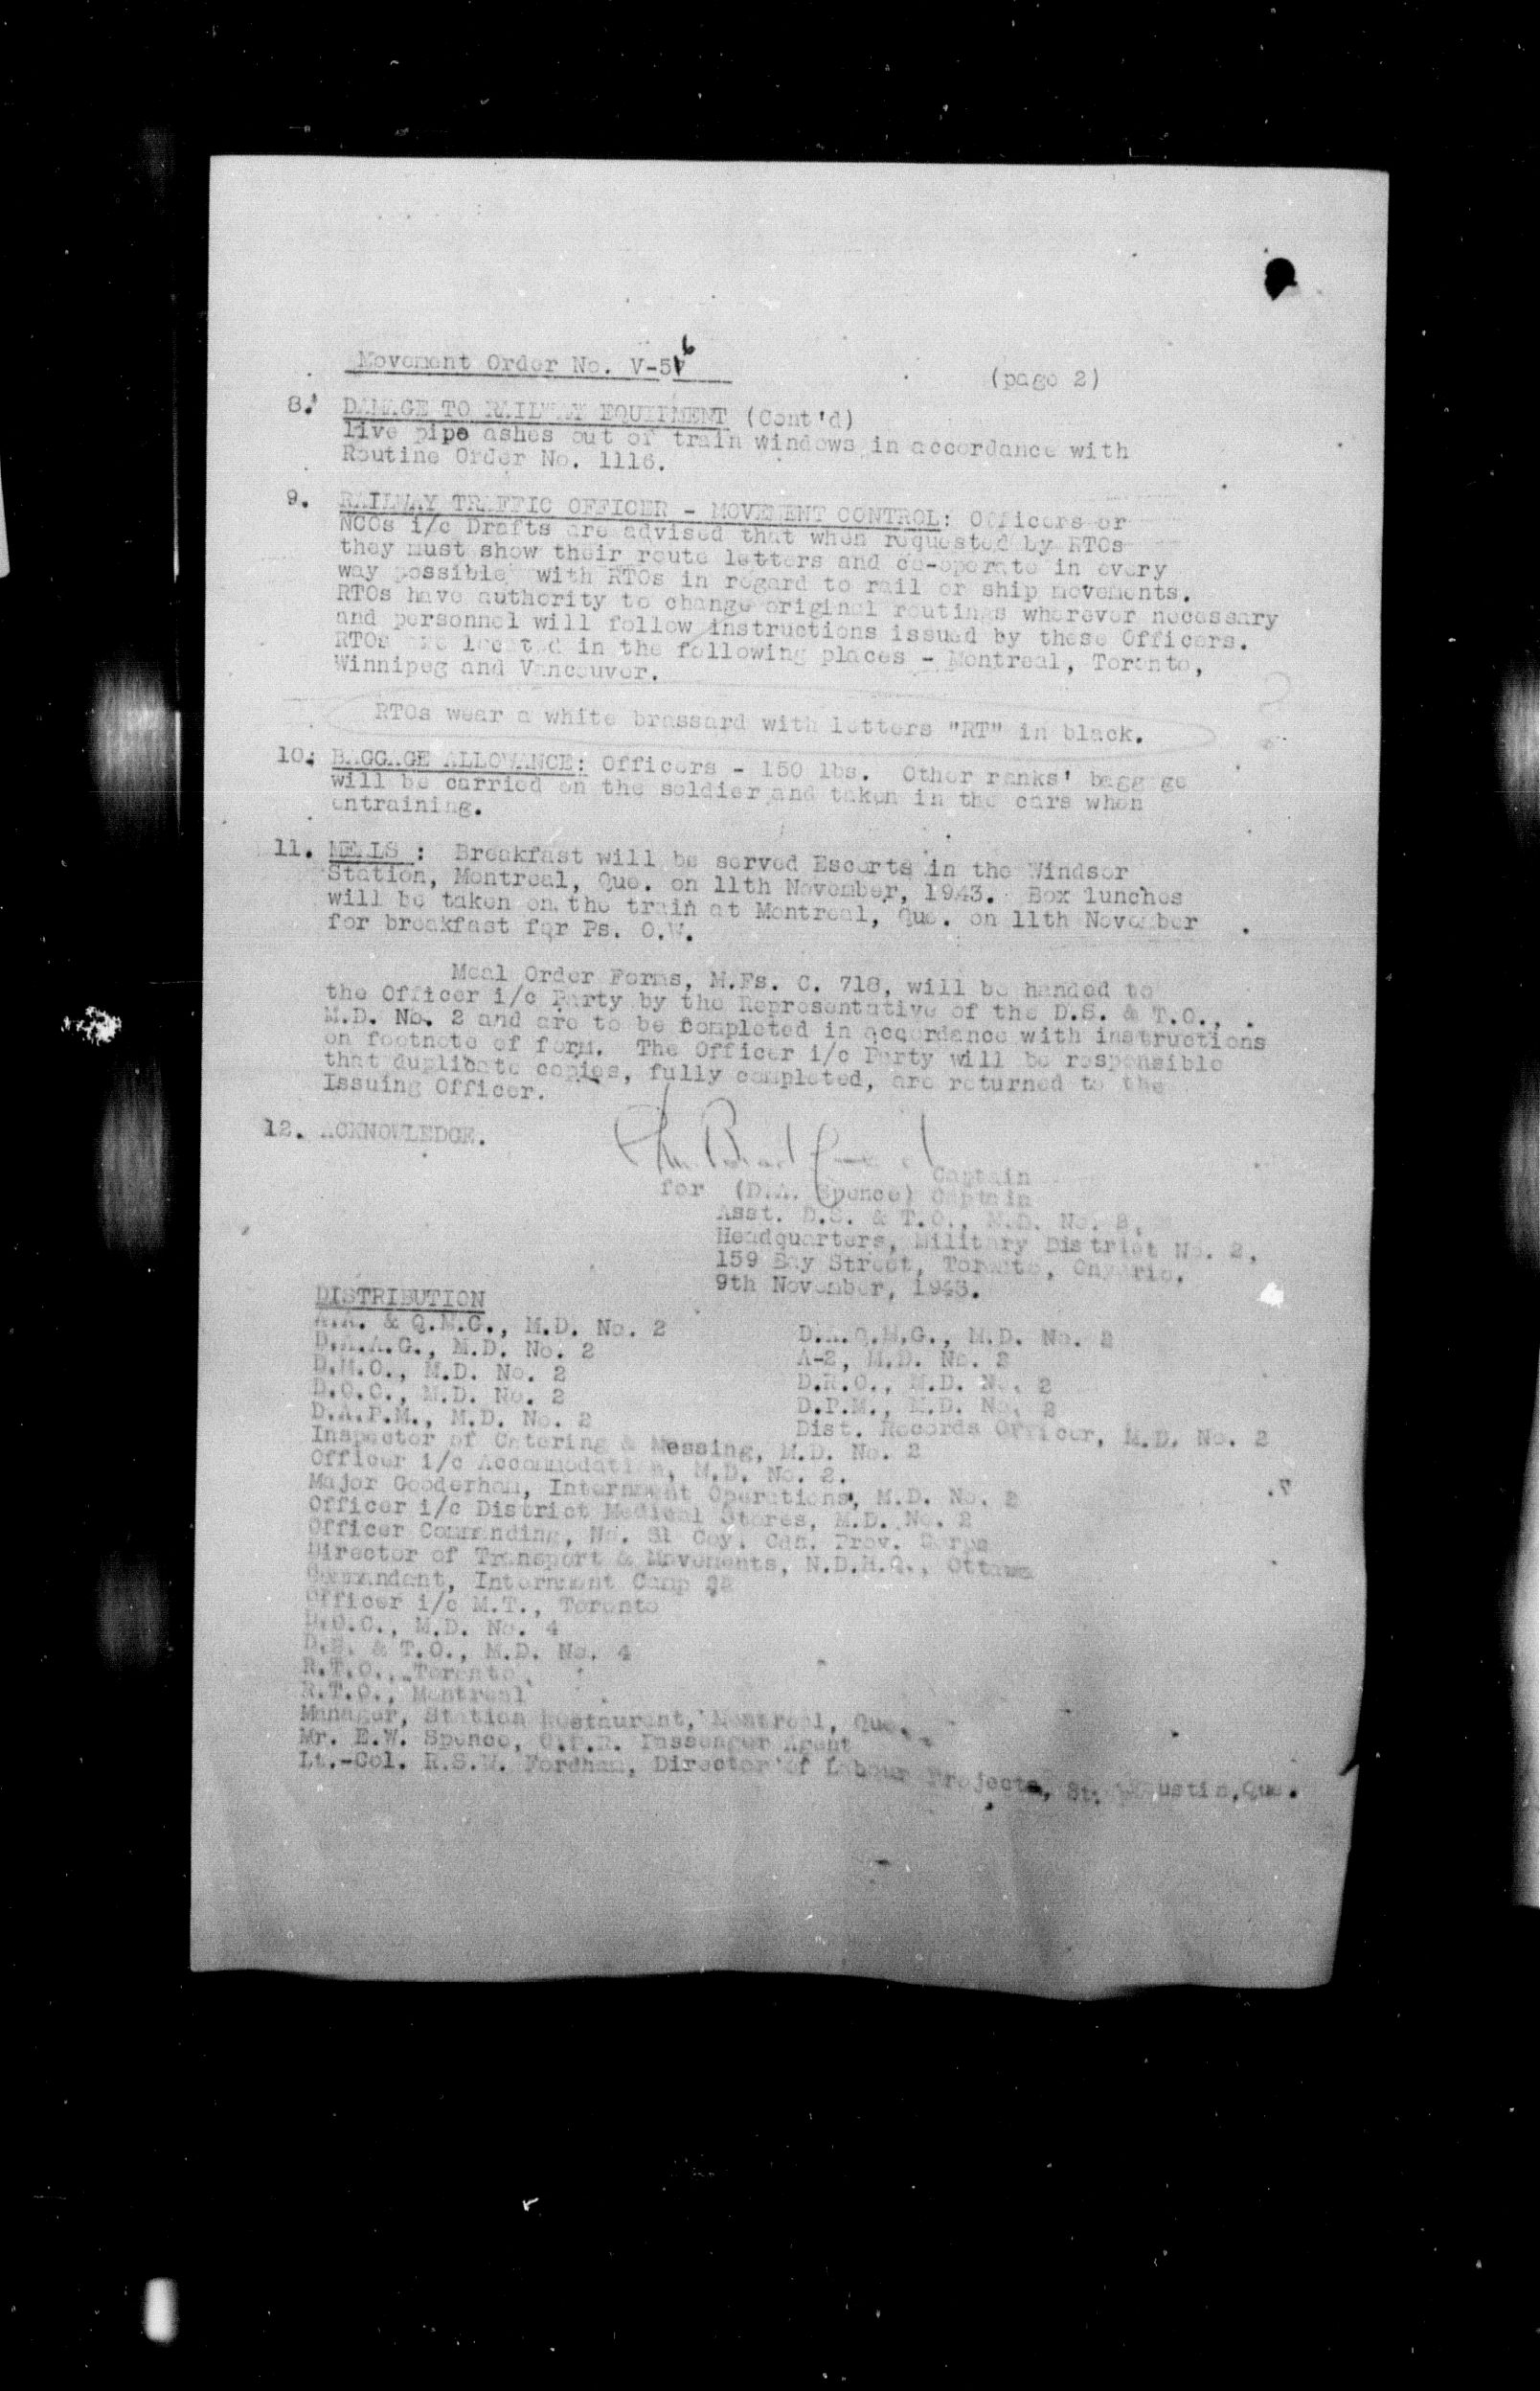 Movement Order No. V-56
(page 2)
8. DAMAGE TO RAILWAY EQUIPMENT (Cont'd)
live pipe ashes out of train windows in accordance with
Routine Order No. 1116.
9. RAILWAY TRAFFIC OFFICER - MOVEMENT CONTROL: Officers or
NCOs i/c Drafts are advised that when requested by RTOs
they must show their route letters and co-operate in every
way possible with RTOs in regard to rail or ship movements.
RTOs have authority to change original routings wherever necessary
and personnel will follow instructions issued by these Officers.
RTOs are located in the following places - Montreal, Toronto,
Winnipeg and Vancouver.
RTOs wear a white brassard with letters "RT" in black.
10. BAGGAGE ALLOWANCE: Officers - 150 lbs. Other ranks' baggage
will be carried on the soldier and taken in the cars when
entraining.
11. MEALS : Breakfast will be served Escorts in the Windsor
Station, Montreal, Que. on 11th November, 1943. Box lunches
will be taken on the train at Montreal, Que. on 11th November
for breakfast for Ps. O.W.
Meal Order Forms, M.Fs. C. 718, will be handed to
the Officer i/c Party by the Representative of the D.S. & T.O.,
M.D. No. 2 and are to be completed in accordance with instructions
on footnote of form. The Officer i/c Party will be responsible
that duplicate copies, fully completed, are returned to the
Issuing Officer.
12. ACKNOWLEDGE.
Captain
for (D.A. Spence) Captain
Asst. D.S. & T.O., M.D. No. 2,
Headquarters, Military District No. 2,
159 Bay Street, Toronto, Ontario.
9th November, 1943.
DISTRIBUTION
A.A. & Q.M.G., M.D. No. 2
D.A.Q.M.G., M.D. No. 2
D.A.A.G., M.D. No. 2
A-2, M.D. No. 2
D.M.O., M.D. No. 2
D.R.O., M.D. No. 2
D.O.C., M.D. No. 2
D.P.M., M.D. No. 2
D.A.P.M., M.D. No. 2
Dist. Records Officer, M.D. No. 2
Inspector of Catering & Messing, M.D. No. 2
Officer i/c Accommodation, M.D. No. 2.
Major Gooderham, Internment Operations, M.D. No. 2
Officer i/c District Medical Stores, M.D. No. 2
Officer Commanding, No. 31 Coy. Cdn. Prov. Corps
Director of Transport & Movements, N.D.H.Q., Ottawa
Commandant, Internment Camp
Officer i/c M.T., Toronto
D.O.C., M.D. No. 4
D.S. & T.O., M.D. No. 4
R.T.O., Toronto
R.T.O., Montreal
Manager, Station Restaurant, Montreal, Que.
Mr. E.W. Spence, C.P.R. Passenger Agent
Lt.-Col. R.S.W. Fordham, Director of Labour Projects, St. Faustin, Que.